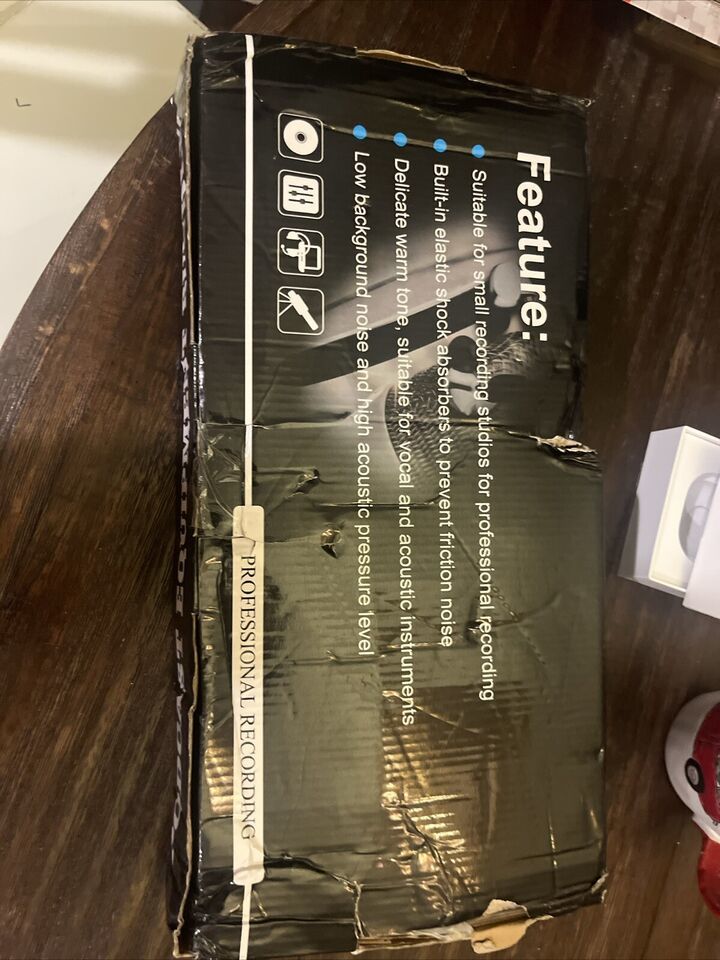 Feature:
Suitable for small recording studios for professional recording
Built-in elastic shock absorbers to prevent friction noise
Delicate warm tone, suitable for vocal and acoustic instruments
Low background noise and high acoustic pressure level
PROFESSIONAL RECORDING